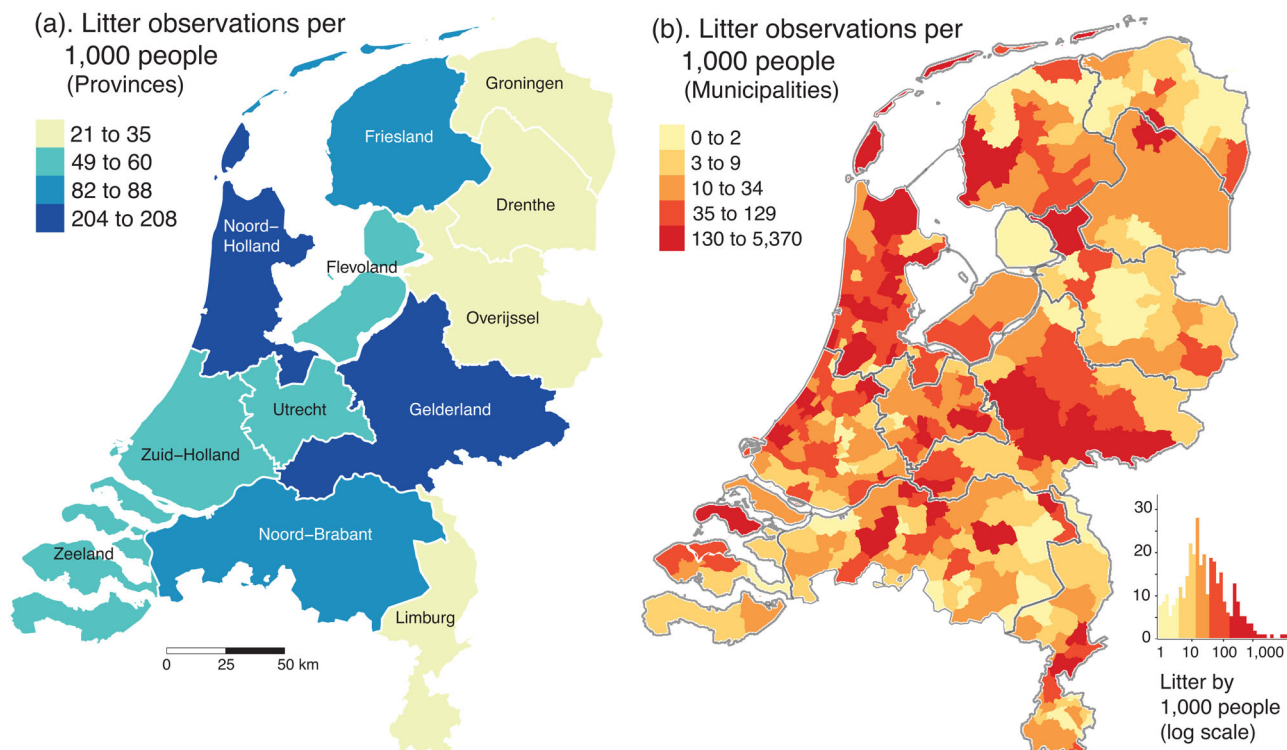 (a). Litter observations per
1,000 people
(Provinces)
21 to 35
49 to 60
82 to 88
204 to 208
Groningen
Friesland
Drenthe
Noord–
Holland
Flevoland
Overijssel
Utrecht
Gelderland
Zuid–Holland
Noord–Brabant
Zeeland
Limburg
0 25 50 km
(b). Litter observations per
1,000 people
(Municipalities)
0 to 2
3 to 9
10 to 34
35 to 129
130 to 5,370
30
20
10
0
1 10 100 1,000
Litter by
1,000 people
(log scale)